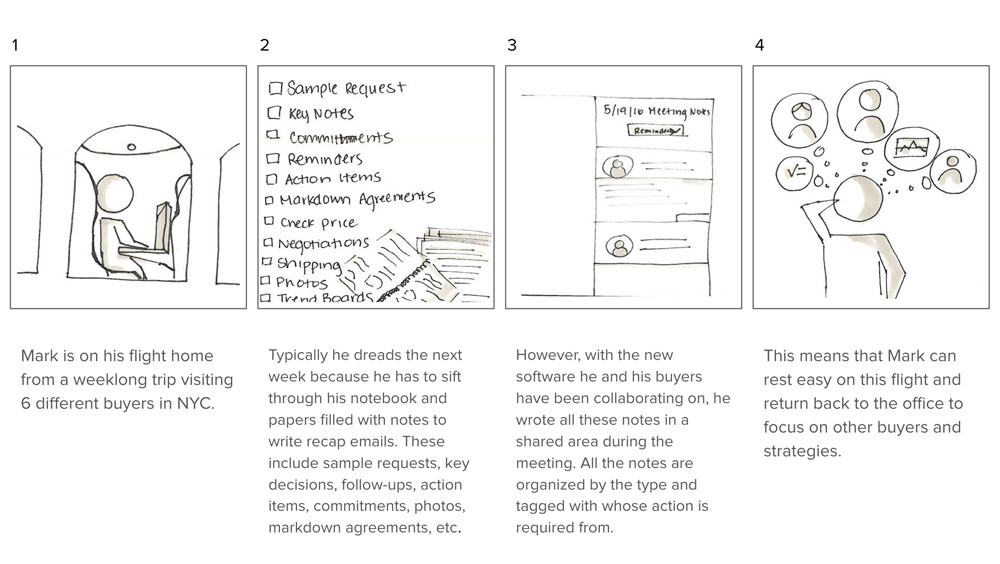 1
2
3
4
Sample Request
Key Notes
Commitments
Reminders
Action Items
Markdown Agreements
Check Price
Negotiations
Shipping
Photos
Trend Boards
5/19/16 Meeting Notes
Reminders
√=
Mark is on his flight home
from a weeklong trip visiting
6 different buyers in NYC.
Typically he dreads the next
week because he has to sift
through his notebook and
papers filled with notes to
write recap emails. These
include sample requests, key
decisions, follow-ups, action
items, commitments, photos,
markdown agreements, etc.
However, with the new
software he and his buyers
have been collaborating on, he
wrote all these notes in a
shared area during the
meeting. All the notes are
organized by the type and
tagged with whose action is
required from.
This means that Mark can
rest easy on this flight and
return back to the office to
focus on other buyers and
strategies.